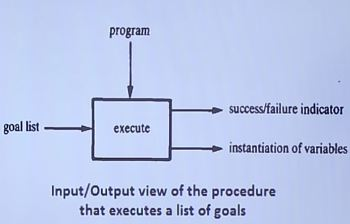 program
success/failure indicator
goal list
execute
instantiation of variables
Input/Output view of the procedure
that executes a list of goals